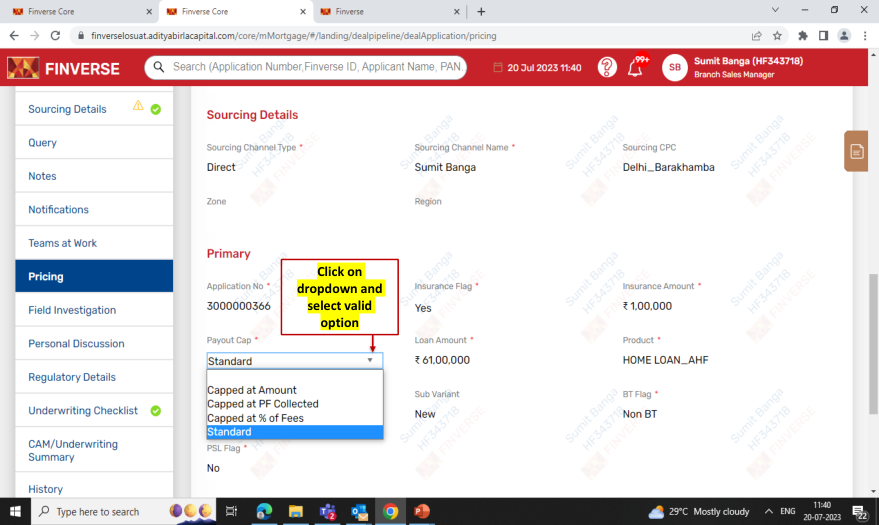 Finverse Core
Finverse Core
Finverse
finverselosuat.adityabirlacapital.com/core/mMortgage/#/landing/dealpipeline/dealApplication/pricing
FINVERSE
Search (Application Number,Finverse ID, Applicant Name, PAN,
20 Jul 2023 11:40
99+
SB
Sumit Banga (HF343718)
Branch Sales Manager
Sourcing Details
Query
Notes
Notifications
Teams at Work
Pricing
Field Investigation
Personal Discussion
Regulatory Details
Underwriting Checklist
CAM/Underwriting
Summary
History
Sourcing Details
Sourcing Channel Type *
Sourcing Channel Name *
Sourcing CPC
Direct
Sumit Banga
Delhi_Barakhamba
Zone
Region
Primary
Click on
dropdown and
select valid
option
Application No *
Insurance Flag *
Insurance Amount *
3000000366
Yes
₹ 1,00,000
Payout Cap *
Loan Amount *
Product *
Standard
₹ 61,00,000
HOME LOAN_AHF
Capped at Amount
Capped at PF Collected
Capped at % of Fees
Standard
Sub Variant
BT Flag *
New
Non BT
PSL Flag *
No
Sumit Banga
HF343718
FINVERSE
Type here to search
29°C Mostly cloudy
ENG
11:40
20-07-2023
22